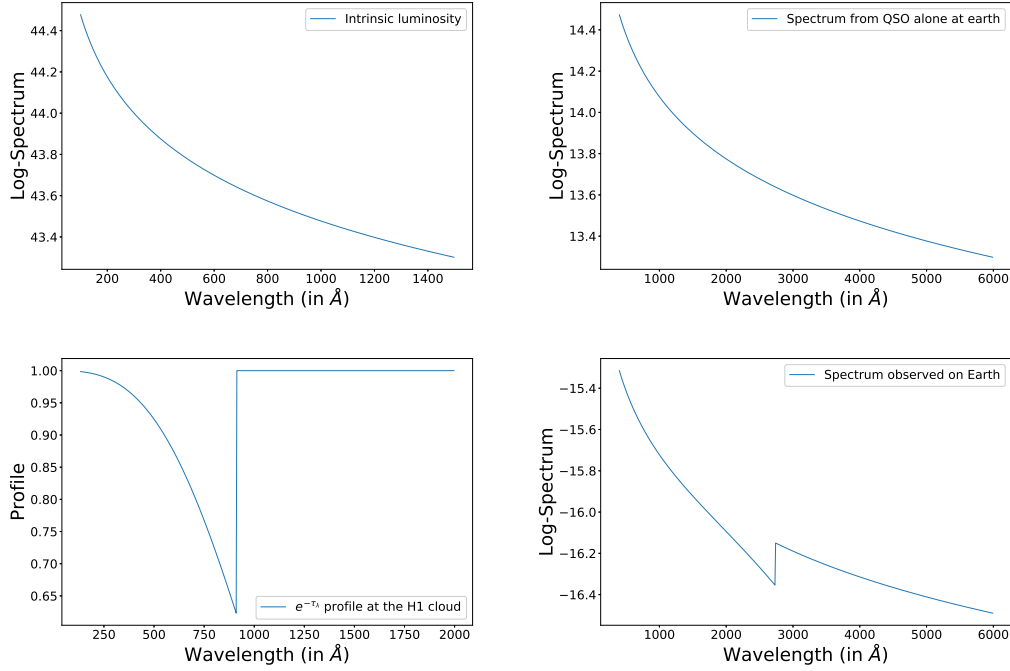 Intrinsic luminosity
Log-Spectrum
44.4
44.2
44.0
43.8
43.6
43.4
200 400 600 800 1000 1200 1400
Wavelength (in Å)
Spectrum from QSO alone at earth
Log-Spectrum
14.4
14.2
14.0
13.8
13.6
13.4
1000 2000 3000 4000 5000 6000
Wavelength (in Å)
Profile
1.00
0.95
0.90
0.85
0.80
0.75
0.70
0.65
e^{-τ_λ} profile at the H1 cloud
250 500 750 1000 1250 1500 1750 2000
Wavelength (in Å)
Spectrum observed on Earth
Log-Spectrum
−15.4
−15.6
−15.8
−16.0
−16.2
−16.4
1000 2000 3000 4000 5000 6000
Wavelength (in Å)